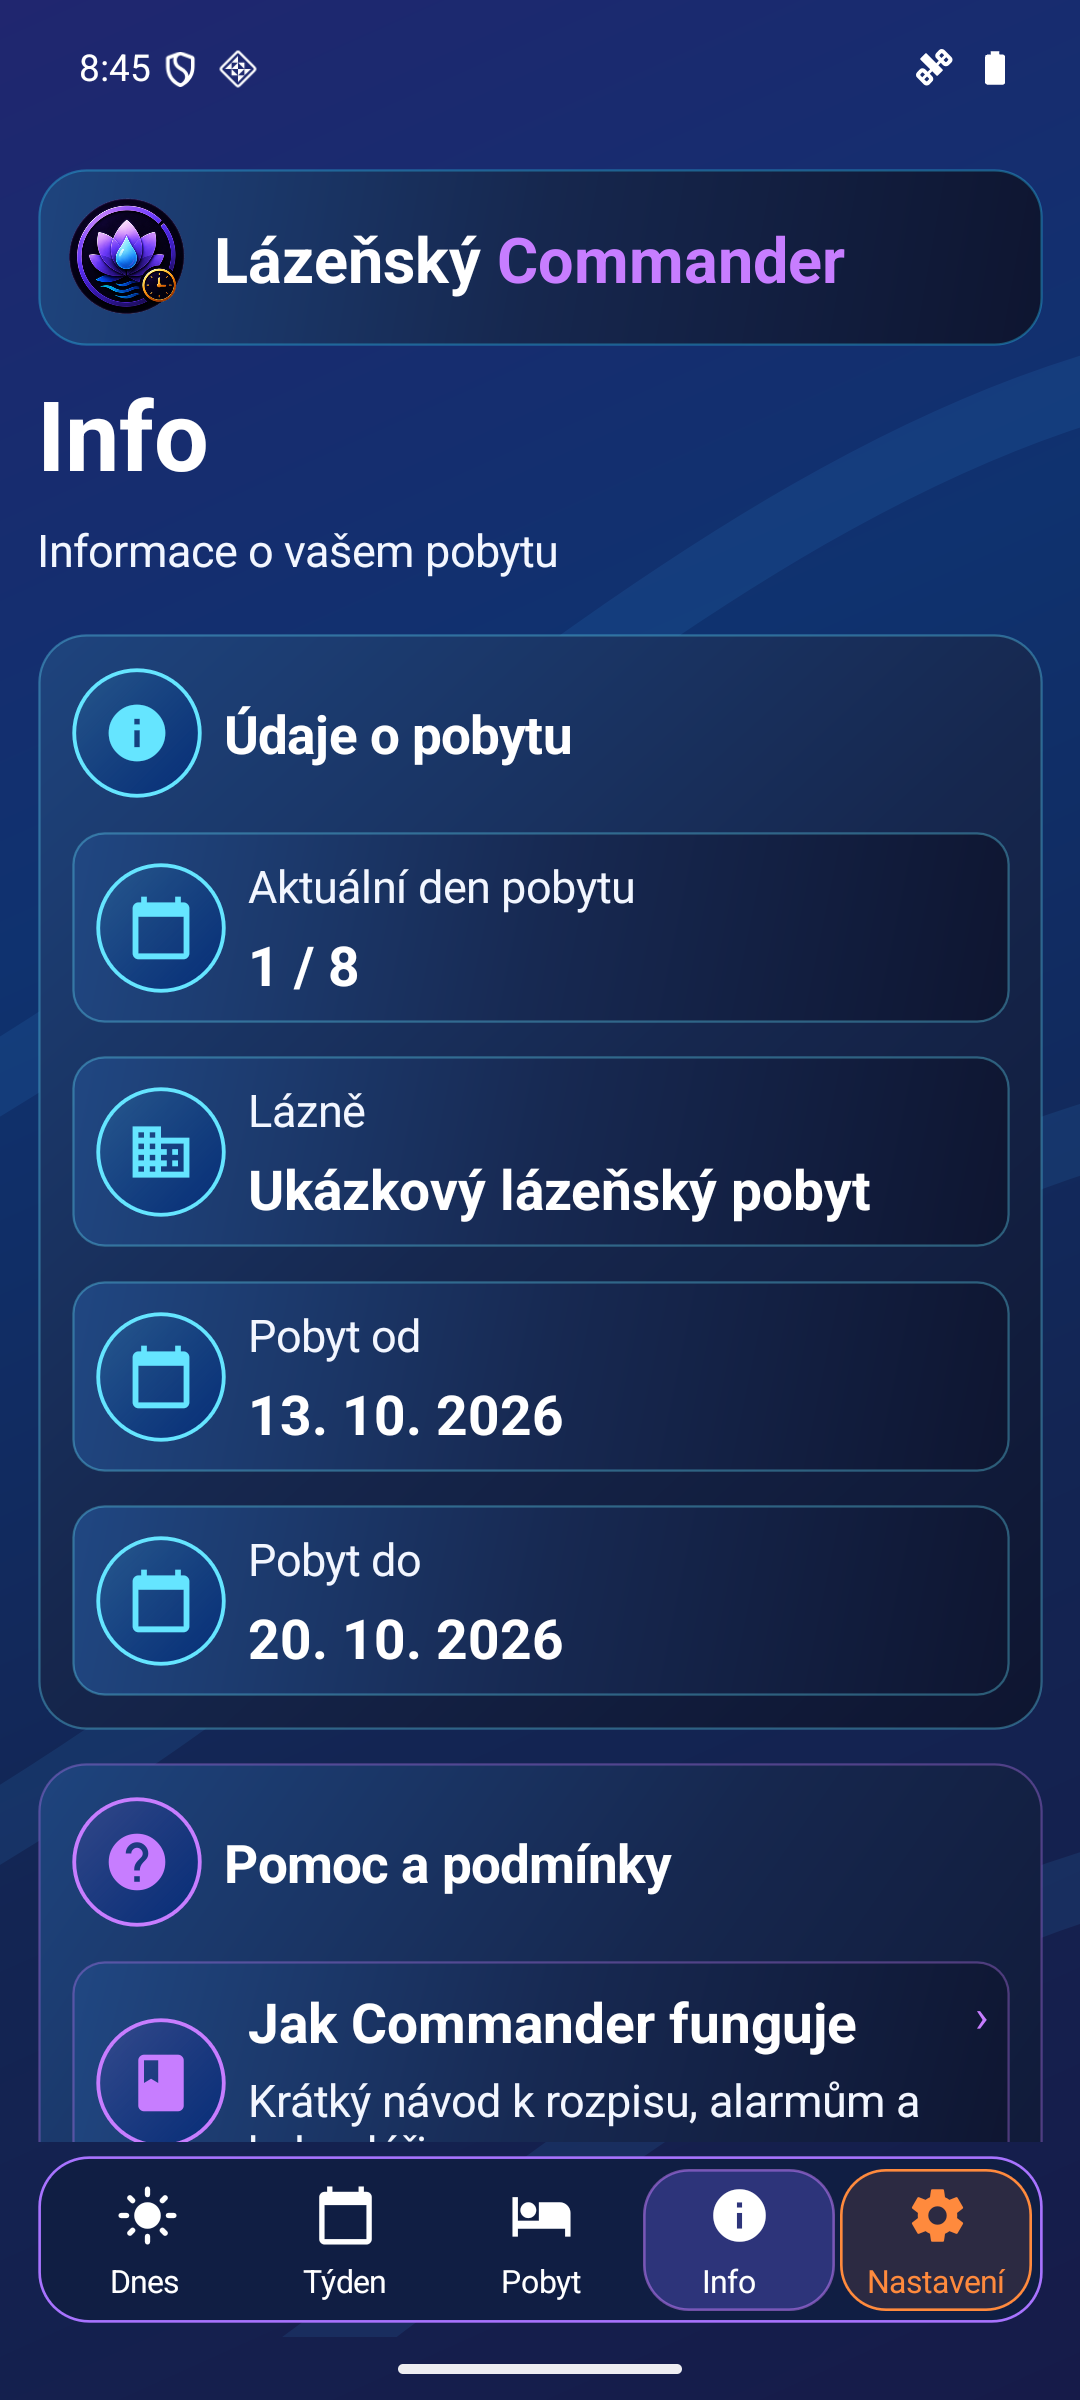 8:45
Lázeňský Commander
Info
Informace o vašem pobytu
Údaje o pobytu
Aktuální den pobytu
1 / 8
Lázně
Ukázkový lázeňský pobyt
Pobyt od
13. 10. 2026
Pobyt do
20. 10. 2026
Pomoc a podmínky
Jak Commander funguje
Krátký návod k rozpisu, alarmům a
Dnes
Týden
Pobyt
Info
Nastavení